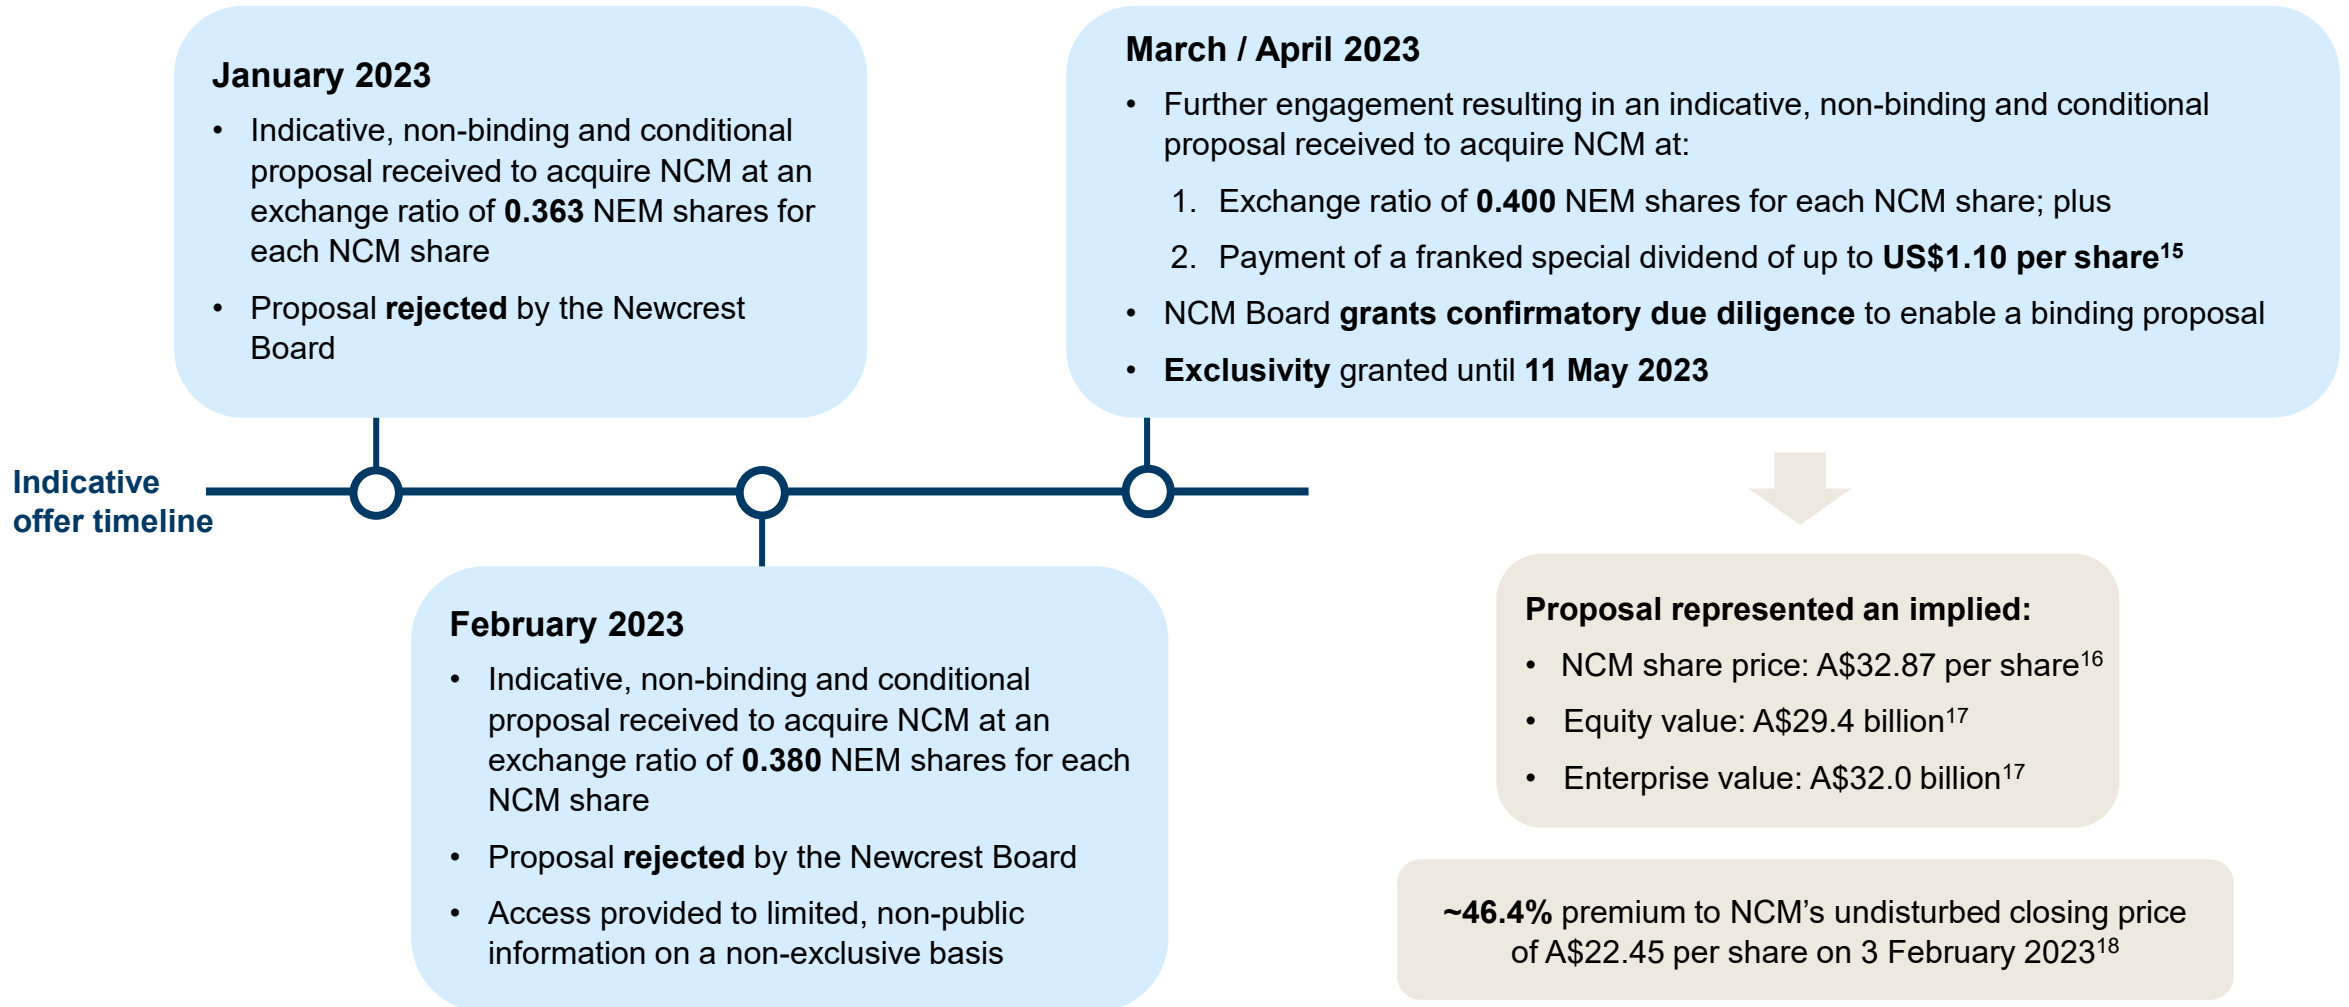 January 2023
• Indicative, non-binding and conditional
proposal received to acquire NCM at an
exchange ratio of 0.363 NEM shares for
each NCM share
• Proposal rejected by the Newcrest
Board
March / April 2023
• Further engagement resulting in an indicative, non-binding and conditional
proposal received to acquire NCM at:
1. Exchange ratio of 0.400 NEM shares for each NCM share; plus
2. Payment of a franked special dividend of up to US$1.10 per share¹⁵
• NCM Board grants confirmatory due diligence to enable a binding proposal
• Exclusivity granted until 11 May 2023
Indicative
offer timeline
February 2023
• Indicative, non-binding and conditional
proposal received to acquire NCM at an
exchange ratio of 0.380 NEM shares for each
NCM share
• Proposal rejected by the Newcrest Board
• Access provided to limited, non-public
information on a non-exclusive basis
Proposal represented an implied:
• NCM share price: A$32.87 per share¹⁶
• Equity value: A$29.4 billion¹⁷
• Enterprise value: A$32.0 billion¹⁷
~46.4% premium to NCM’s undisturbed closing price
of A$22.45 per share on 3 February 2023¹⁸